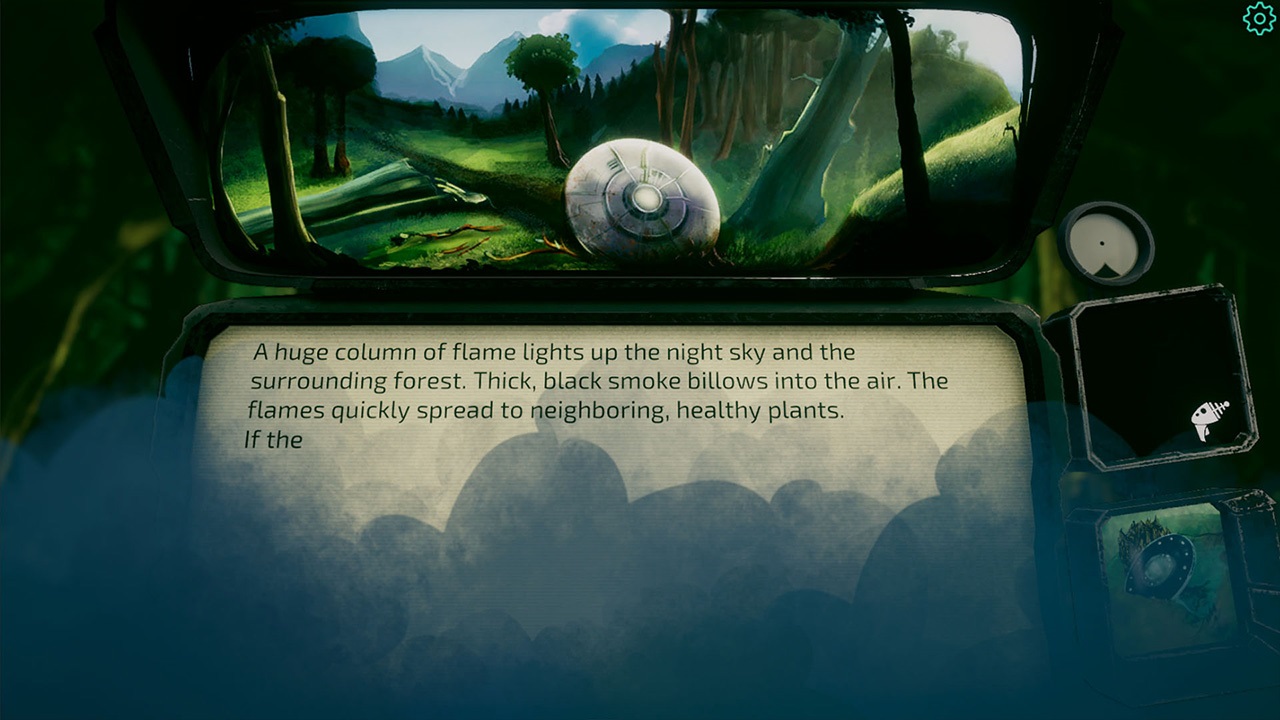 A huge column of flame lights up the night sky and the
surrounding forest. Thick, black smoke billows into the air. The
flames quickly spread to neighboring, healthy plants.
If the